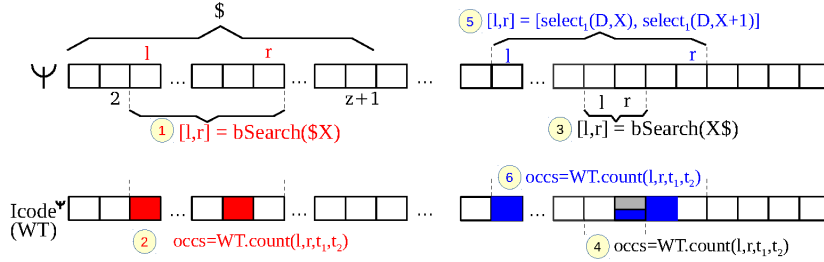 $
5 [l,r] = [select₁(D,X), select₁(D,X+1)]
l r l r
Ψ ... ... ... ...
2 z+1 l r
1 [l,r] = bSearch($X)
3 [l,r] = bSearch(X$)
6 occs=WT.count(l,r,t₁,t₂)
Icode^Ψ ... ... ... ...
(WT)
2 occs=WT.count(l,r,t₁,t₂)
4 occs=WT.count(l,r,t₁,t₂)